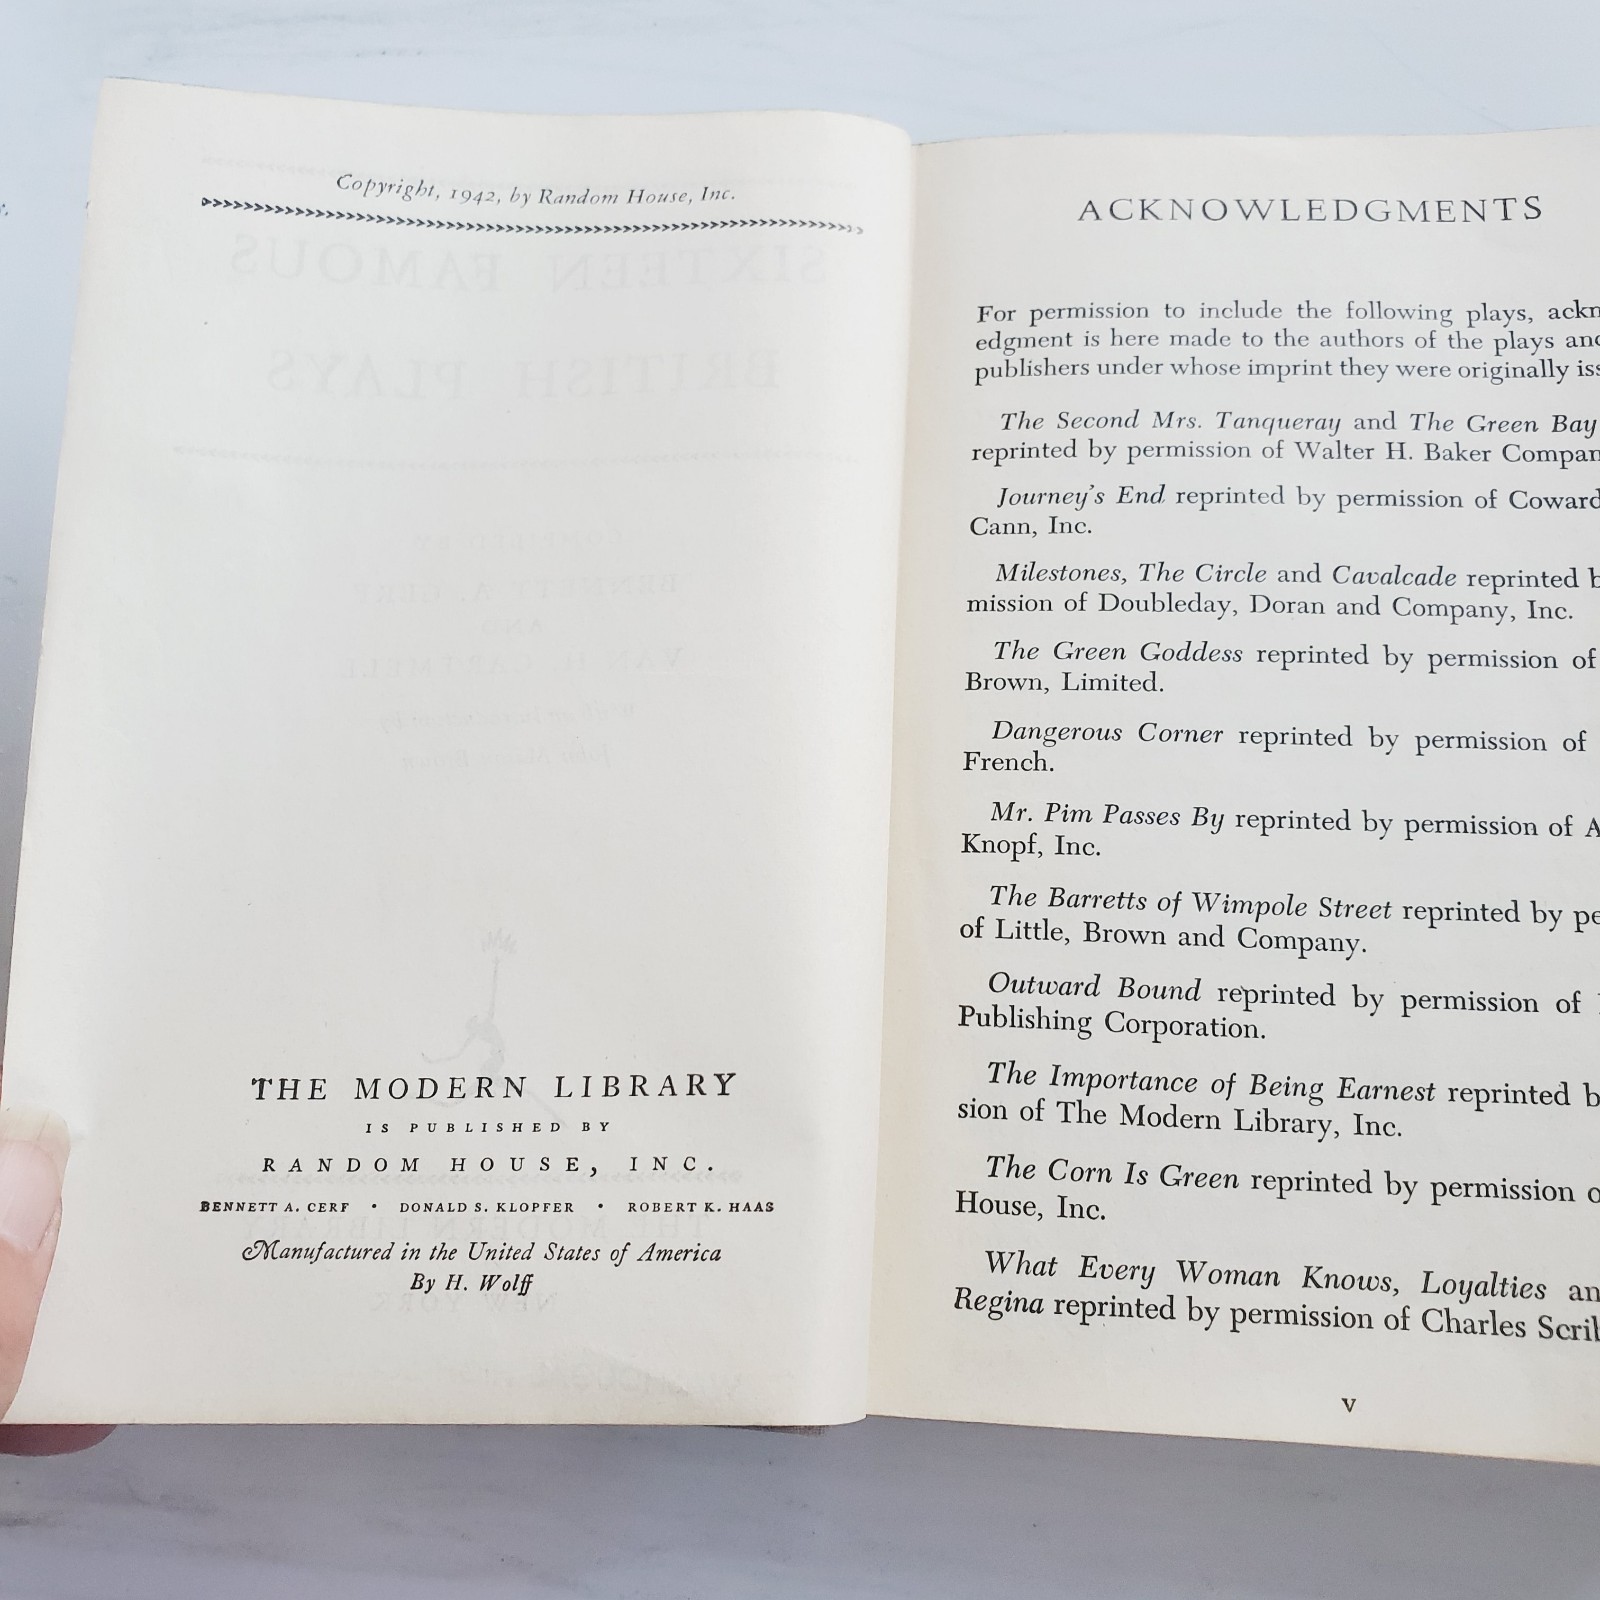 Copyright, 1942, by Random House, Inc.
SIXTEEN FAMOUS
BRITISH PLAYS
THE MODERN LIBRARY
IS PUBLISHED BY
RANDOM HOUSE, INC.
BENNETT A. CERF • DONALD S. KLOPFER • ROBERT K. HAAS
Manufactured in the United States of America
By H. Wolff
ACKNOWLEDGMENTS
For permission to include the following plays, ackn
edgment is here made to the authors of the plays and
publishers under whose imprint they were originally iss
The Second Mrs. Tanqueray and The Green Bay
reprinted by permission of Walter H. Baker Compan
Journey's End reprinted by permission of Coward
Cann, Inc.
Milestones, The Circle and Cavalcade reprinted b
mission of Doubleday, Doran and Company, Inc.
The Green Goddess reprinted by permission of
Brown, Limited.
Dangerous Corner reprinted by permission of
French.
Mr. Pim Passes By reprinted by permission of A
Knopf, Inc.
The Barretts of Wimpole Street reprinted by pe
of Little, Brown and Company.
Outward Bound reprinted by permission of
Publishing Corporation.
The Importance of Being Earnest reprinted b
sion of The Modern Library, Inc.
The Corn Is Green reprinted by permission o
House, Inc.
What Every Woman Knows, Loyalties an
Regina reprinted by permission of Charles Scri
v